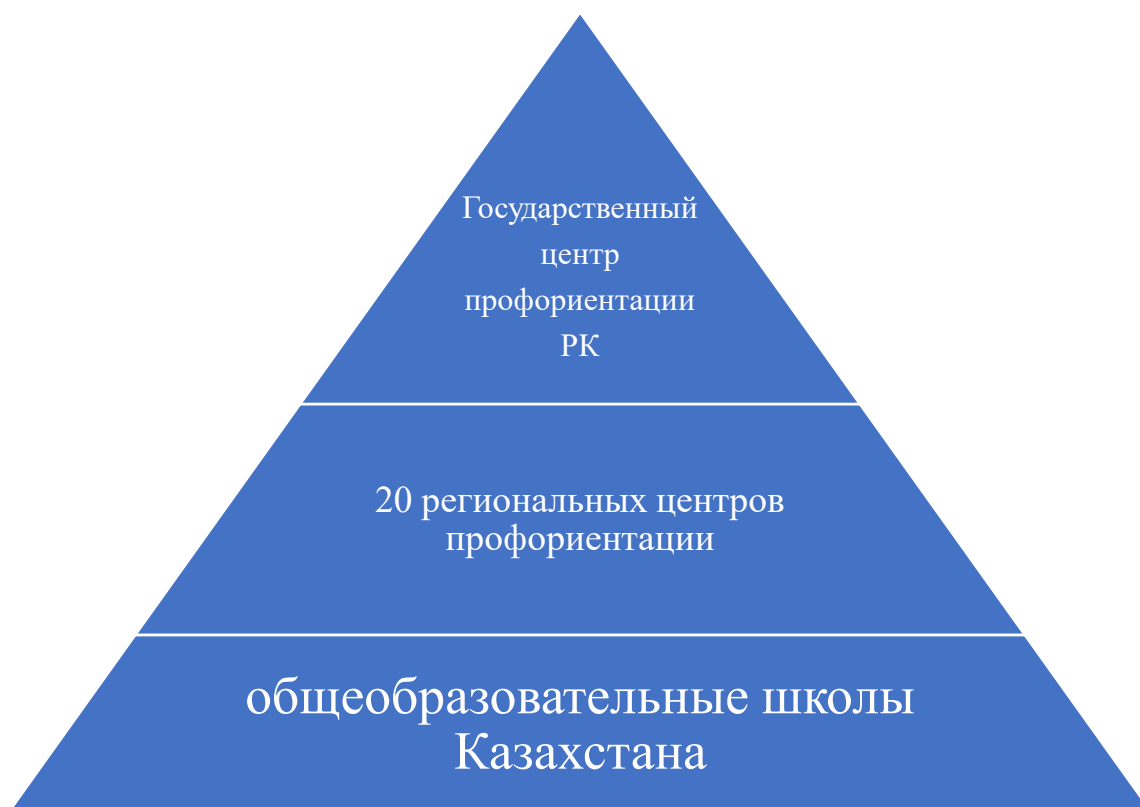 Государственный
центр
профориентации
РК
20 региональных центров
профориентации
общеобразовательные школы
Казахстана